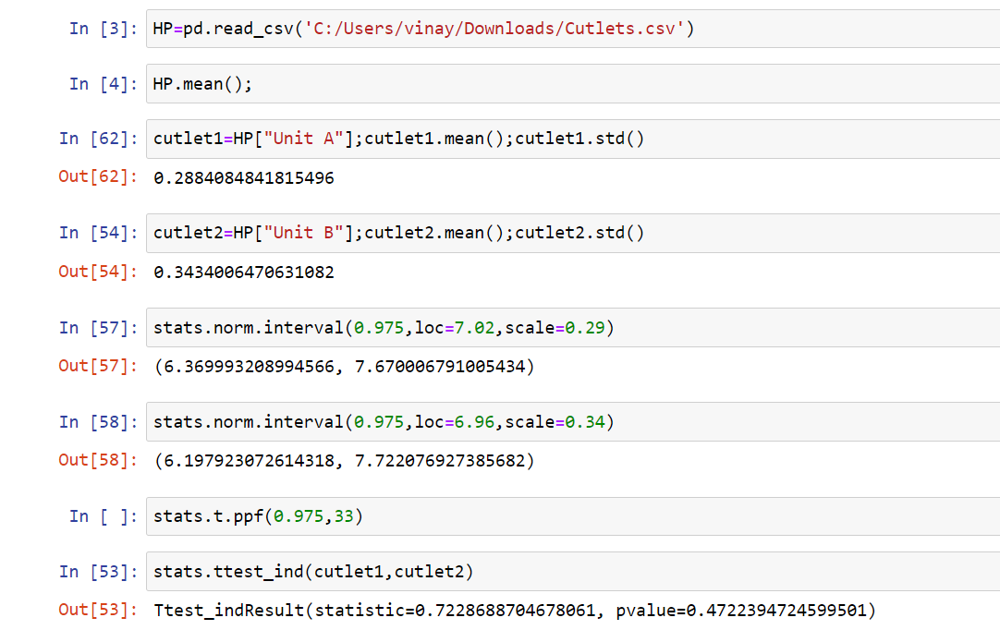 In [3]: HP=pd.read_csv('C:/Users/vinay/Downloads/Cutlets.csv')
In [4]: HP.mean();
In [62]: cutlet1=HP["Unit A"];cutlet1.mean();cutlet1.std()
Out[62]: 0.2884084841815496
In [54]: cutlet2=HP["Unit B"];cutlet2.mean();cutlet2.std()
Out[54]: 0.3434006470631082
In [57]: stats.norm.interval(0.975,loc=7.02,scale=0.29)
Out[57]: (6.369993208994566, 7.670006791005434)
In [58]: stats.norm.interval(0.975,loc=6.96,scale=0.34)
Out[58]: (6.197923072614318, 7.722076927385682)
In [ ]: stats.t.ppf(0.975,33)
In [53]: stats.ttest_ind(cutlet1,cutlet2)
Out[53]: Ttest_indResult(statistic=0.7228688704678061, pvalue=0.4722394724599501)